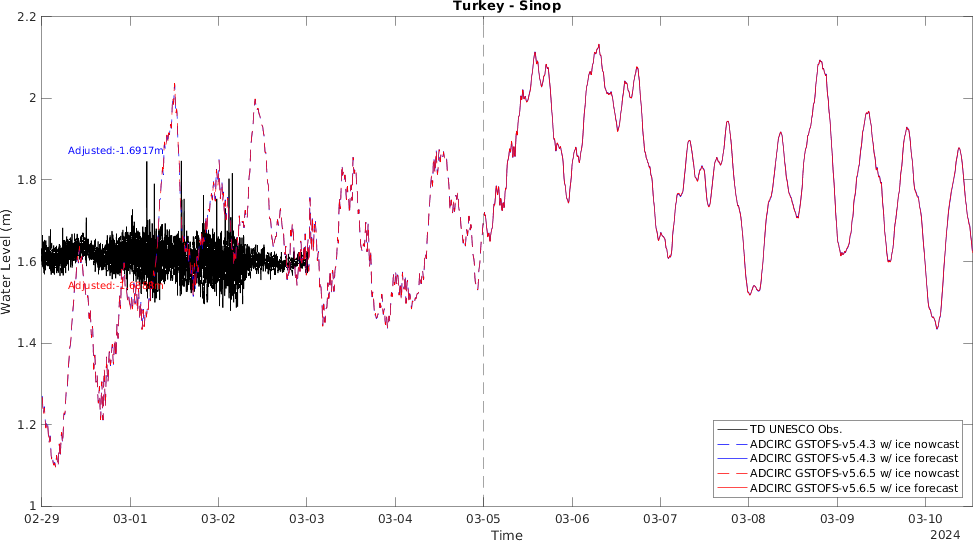 Turkey - Sinop
2.2
2
1.8
1.6
1.4
1.2
1
Water Level (m)
Adjusted:-1.6917m
02-29
03-01
03-02
03-03
03-04
03-05
03-06
03-07
03-08
03-09
03-10
2024
Time
TD UNESCO Obs.
ADCIRC GSTOFS-v5.4.3 w/ ice nowcast
ADCIRC GSTOFS-v5.4.3 w/ ice forecast
ADCIRC GSTOFS-v5.6.5 w/ ice nowcast
ADCIRC GSTOFS-v5.6.5 w/ ice forecast